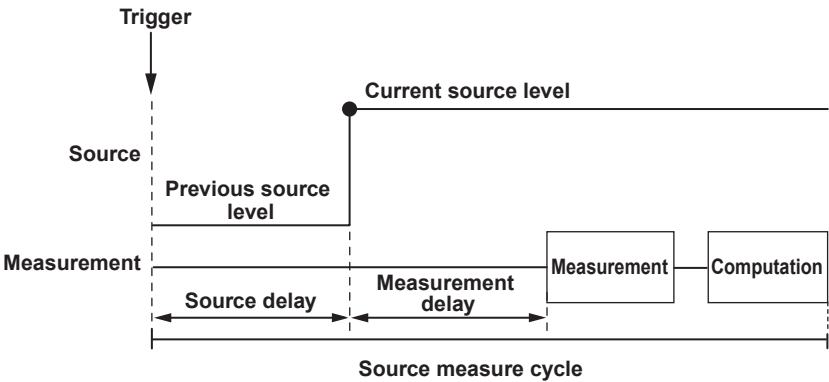 Trigger
Current source level
Source
Previous source
level
Measurement
Measurement
Computation
Source delay
Measurement
delay
Source measure cycle